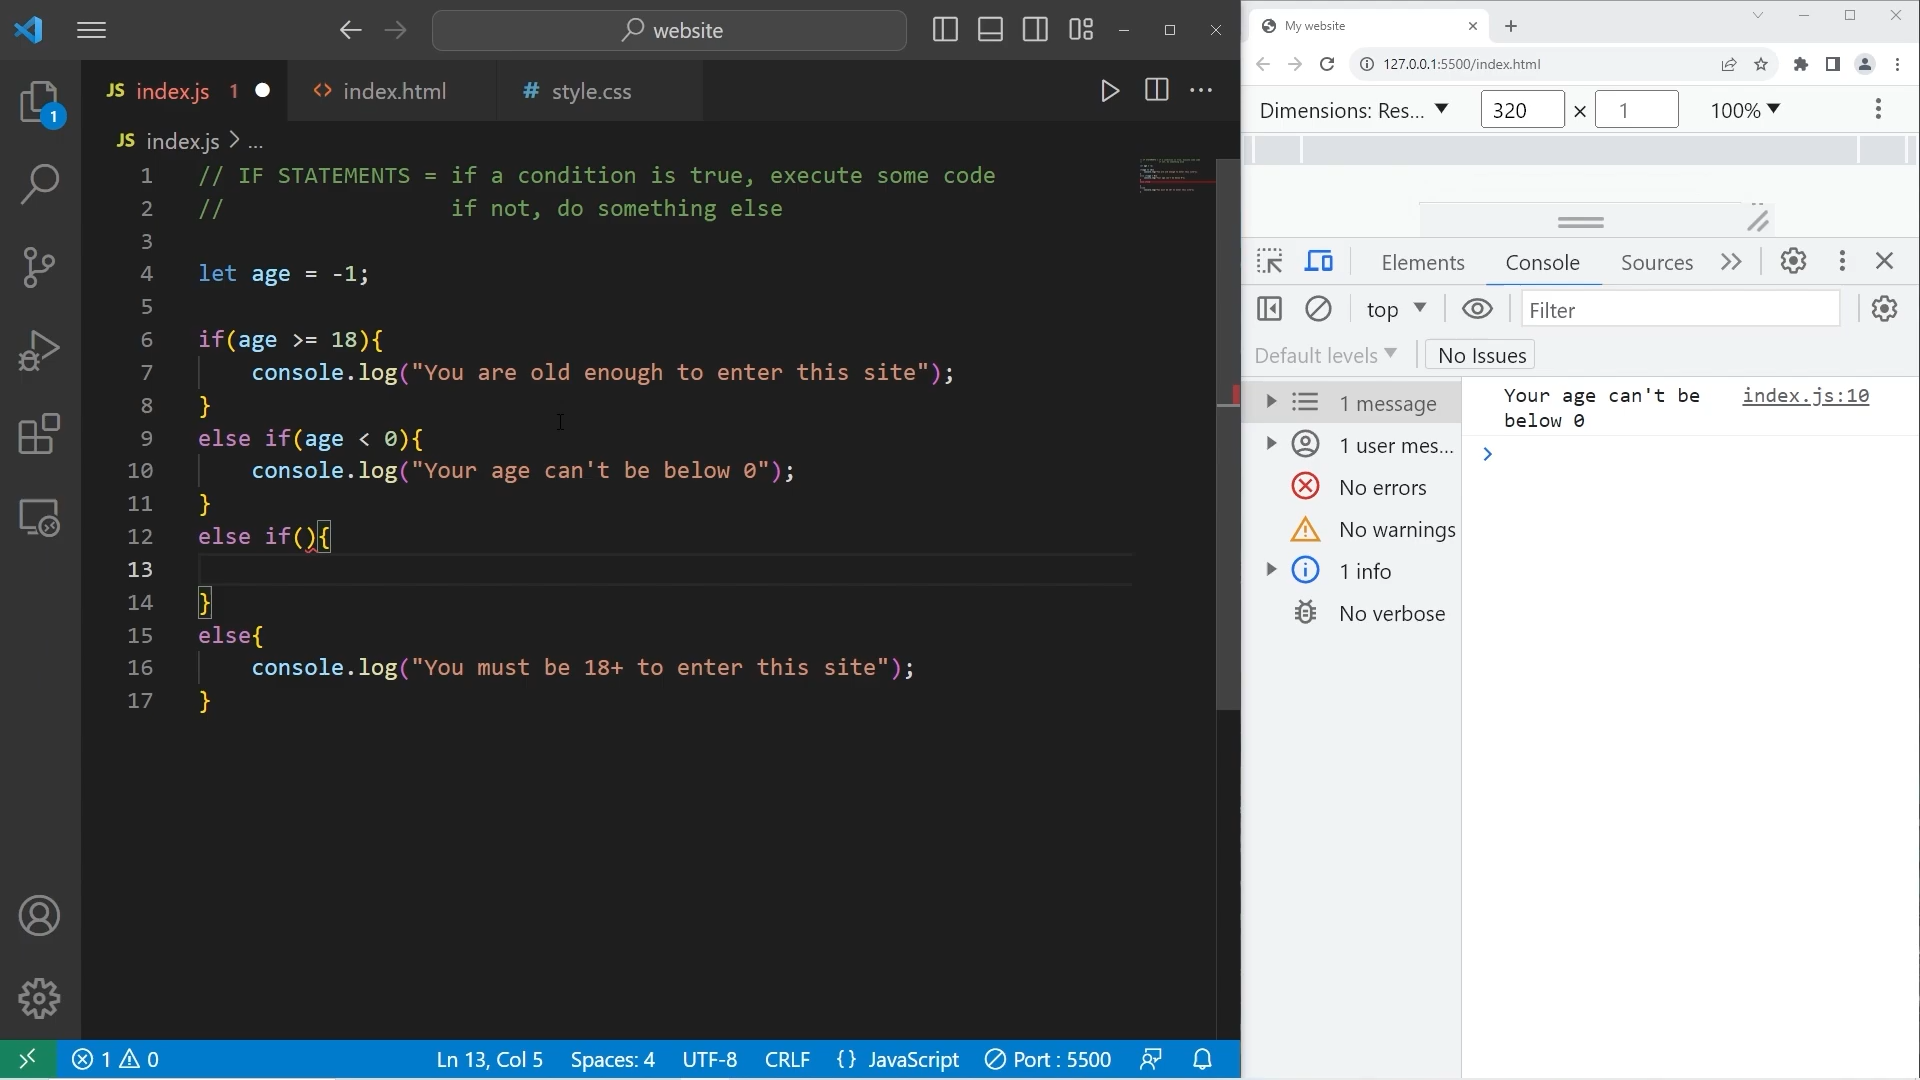 website
JS index.js 1
<> index.html
# style.css
JS index.js > ...
1 // IF STATEMENTS = if a condition is true, execute some code
2 // if not, do something else
3
4 let age = -1;
5
6 if(age >= 18){
7 console.log("You are old enough to enter this site");
8 }
9 else if(age < 0){
10 console.log("Your age can't be below 0");
11 }
12 else if(){
13
14 }
15 else{
16 console.log("You must be 18+ to enter this site");
17 }
1
1 0
Ln 13, Col 5
Spaces: 4
UTF-8
CRLF
{} JavaScript
Port : 5500
My website
127.0.0.1:5500/index.html
Dimensions: Res...
320 × 1
100%
Elements
Console
Sources
top
Filter
Default levels
No Issues
1 message
1 user mes...
No errors
No warnings
1 info
No verbose
Your age can't be index.js:10
below 0